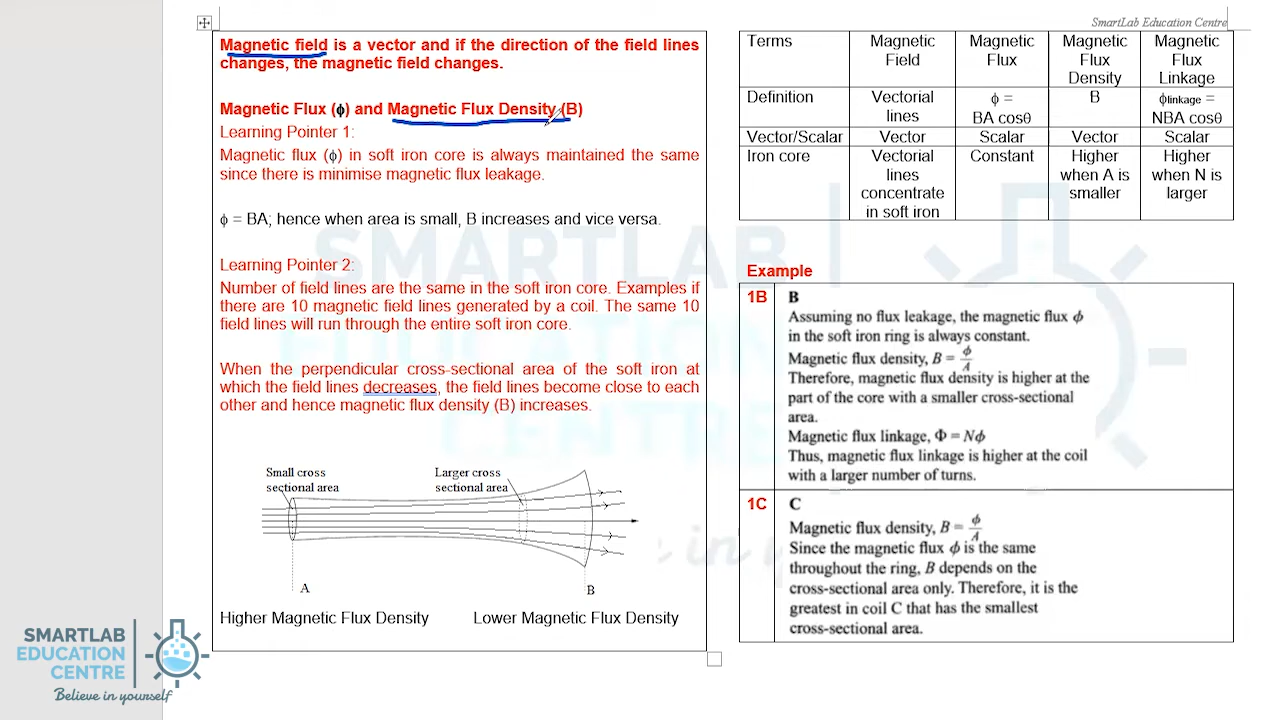 SmartLab Education Centre
Magnetic field is a vector and if the direction of the field lines
changes, the magnetic field changes.
Magnetic Flux (ϕ) and Magnetic Flux Density (B)
Learning Pointer 1:
Magnetic flux (ϕ) in soft iron core is always maintained the same
since there is minimise magnetic flux leakage.
ϕ = BA; hence when area is small, B increases and vice versa.
Learning Pointer 2:
Number of field lines are the same in the soft iron core. Examples if
there are 10 magnetic field lines generated by a coil. The same 10
field lines will run through the entire soft iron core.
When the perpendicular cross-sectional area of the soft iron at
which the field lines decreases, the field lines become close to each
other and hence magnetic flux density (B) increases.
Small cross
sectional area
Larger cross
sectional area
A
B
Higher Magnetic Flux Density
Lower Magnetic Flux Density
Terms
Magnetic
Field
Magnetic
Flux
Magnetic
Flux
Density
Magnetic
Flux
Linkage
Definition
Vectorial
lines
ϕ =
BA cosθ
B
ϕlinkage =
NBA cosθ
Vector/Scalar
Vector
Scalar
Vector
Scalar
Iron core
Vectorial
lines
concentrate
in soft iron
Constant
Higher
when A is
smaller
Higher
when N is
larger
Example
1B
B
Assuming no flux leakage, the magnetic flux ϕ
in the soft iron ring is always constant.
Magnetic flux density, B = ϕ/A
Therefore, magnetic flux density is higher at the
part of the core with a smaller cross-sectional
area.
Magnetic flux linkage, Φ = Nϕ
Thus, magnetic flux linkage is higher at the coil
with a larger number of turns.
1C
C
Magnetic flux density, B = ϕ/A
Since the magnetic flux ϕ is the same
throughout the ring, B depends on the
cross-sectional area only. Therefore, it is the
greatest in coil C that has the smallest
cross-sectional area.
SMARTLAB
EDUCATION
CENTRE
Believe in yourself
SMARTLAB
EDUCATION
CENTRE